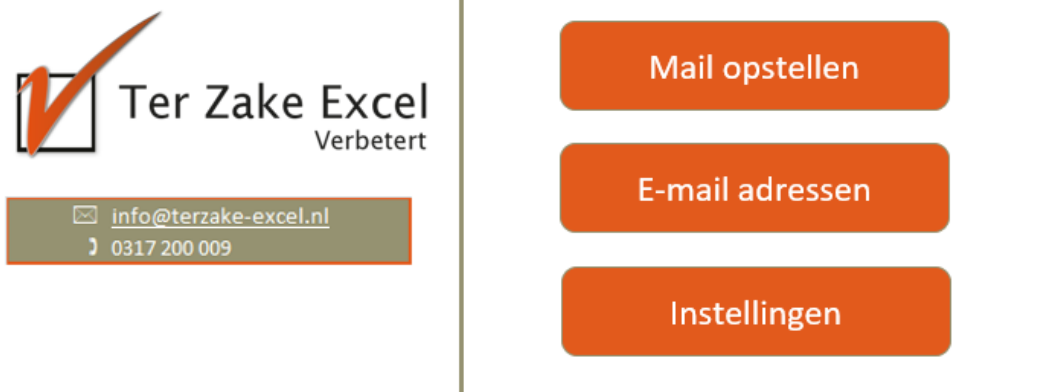 Ter Zake Excel
Verbetert
info@terzake-excel.nl
0317 200 009
Mail opstellen
E-mail adressen
Instellingen